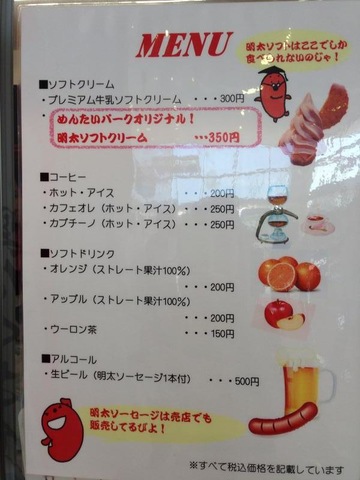 MENU
明太ソフトはここでしか
食べられないのじゃ!
■ソフトクリーム
・プレミアム牛乳ソフトクリーム ・・・300円
めんたいパークオリジナル!
明太ソフトクリーム ・・・350円
■コーヒー
・ホット・アイス ・・・200円
・カフェオレ（ホット・アイス）・・・250円
・カプチーノ（ホット・アイス）・・・250円
■ソフトドリンク
・オレンジ（ストレート果汁100％）
・・・200円
・アップル（ストレート果汁100％）
・・・200円
・ウーロン茶 ・・・150円
■アルコール
・生ビール（明太ソーセージ1本付）・・・500円
明太ソーセージは売店でも
販売してるびよ!
※すべて税込価格を記載しています